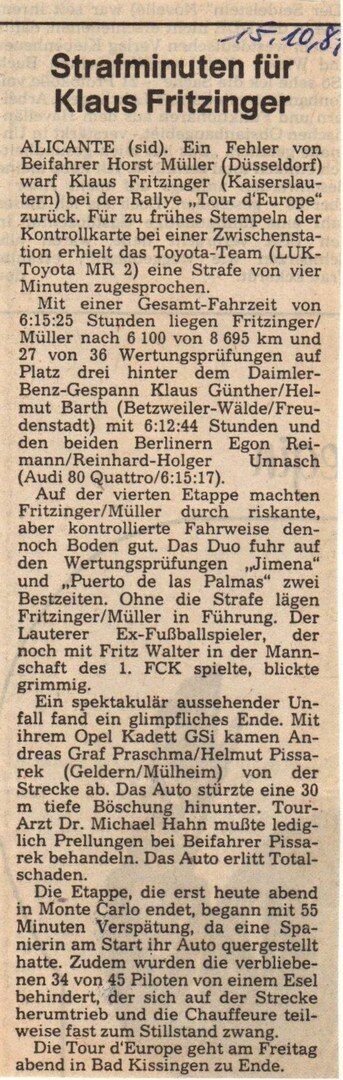 15.10.8
Strafminuten für
Klaus Fritzinger
ALICANTE (sid). Ein Fehler von
Beifahrer Horst Müller (Düsseldorf)
warf Klaus Fritzinger (Kaiserslau-
tern) bei der Rallye „Tour d'Europe"
zurück. Für zu frühes Stempeln der
Kontrollkarte bei einer Zwischensta-
tion erhielt das Toyota-Team (LUK-
Toyota MR 2) eine Strafe von vier
Minuten zugesprochen.
Mit einer Gesamt-Fahrzeit von
6:15:25 Stunden liegen Fritzinger/
Müller nach 6 100 von 8 695 km und
27 von 36 Wertungsprüfungen auf
Platz drei hinter dem Daimler-
Benz-Gespann Klaus Günther/Hel-
mut Barth (Betzweiler-Wälde/Freu-
denstadt) mit 6:12:44 Stunden und
den beiden Berlinern Egon Rei-
mann/Reinhard-Holger Unnasch
(Audi 80 Quattro/6:15:17).
Auf der vierten Etappe machten
Fritzinger/Müller durch riskante,
aber kontrollierte Fahrweise den-
noch Boden gut. Das Duo fuhr auf
den Wertungsprüfungen „Jimena"
und „Puerto de las Palmas" zwei
Bestzeiten. Ohne die Strafe lägen
Fritzinger/Müller in Führung. Der
Lauterer Ex-Fußballspieler, der
noch mit Fritz Walter in der Mann-
schaft des 1. FCK spielte, blickte
grimmig.
Ein spektakulär aussehender Un-
fall fand ein glimpfliches Ende. Mit
ihrem Opel Kadett GSi kamen An-
dreas Graf Praschma/Helmut Pissa-
rek (Geldern/Mülheim) von der
Strecke ab. Das Auto stürzte eine 30
m tiefe Böschung hinunter. Tour-
Arzt Dr. Michael Hahn mußte ledig-
lich Prellungen bei Beifahrer Pissa-
rek behandeln. Das Auto erlitt Total-
schaden.
Die Etappe, die erst heute abend
in Monte Carlo endet, begann mit 55
Minuten Verspätung, da eine Spa-
nierin am Start ihr Auto quergestellt
hatte. Zudem wurden die verbliebe-
nen 34 von 45 Piloten von einem Esel
behindert, der sich auf der Strecke
herumtrieb und die Chauffeure teil-
weise fast zum Stillstand zwang.
Die Tour d'Europe geht am Freitag
abend in Bad Kissingen zu Ende.